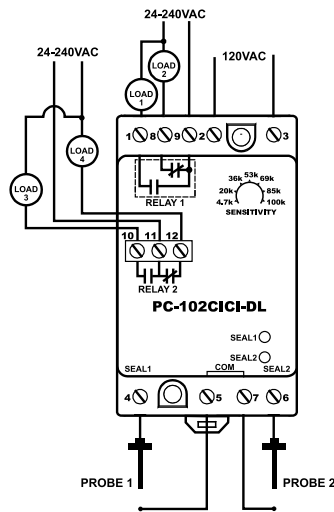 24-240VAC
24-240VAC
120VAC
LOAD 1
LOAD 2
LOAD 3
LOAD 4
1 8 9 2 3
RELAY 1
4.7k 20k 36k 53k 69k 85k 100k
SENSITIVITY
10 11 12
RELAY 2
PC-102CICI-DL
SEAL1
SEAL2
SEAL1 COM SEAL2
4 5 7 6
PROBE 1
PROBE 2